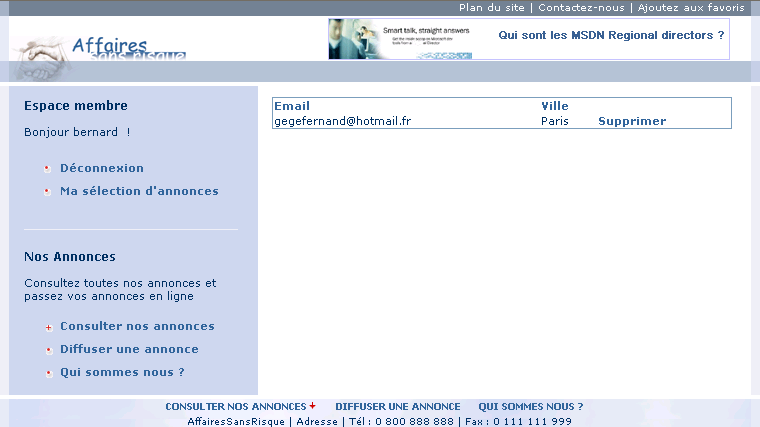 Plan du site | Contactez-nous | Ajoutez aux favoris
Affaires
sans risque
Smart talk, straight answers
Qui sont les MSDN Regional directors ?
Espace membre
Bonjour bernard !
Déconnexion
Ma sélection d'annonces
Email Ville
gegefernand@hotmail.fr Paris Supprimer
Nos Annonces
Consultez toutes nos annonces et
passez vos annonces en ligne
Consulter nos annonces
Diffuser une annonce
Qui sommes nous ?
CONSULTER NOS ANNONCES DIFFUSER UNE ANNONCE QUI SOMMES NOUS ?
AffairesSansRisque | Adresse | Tél : 0 800 888 888 | Fax : 0 111 111 999